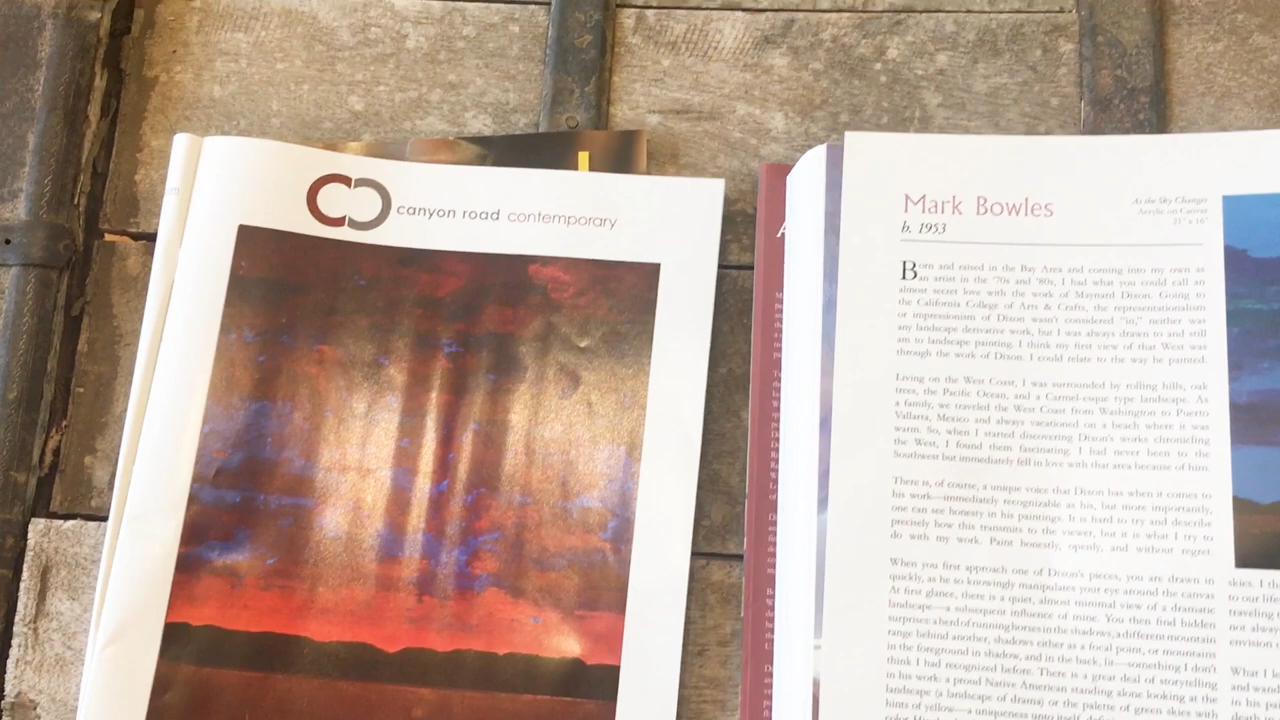 canyon road contemporary
Mark Bowles
b. 1953
As the Sky Changes
Acrylic on Canvas
21" x 16"
Born and raised in the Bay Area and coming into my own as
an artist in the '70s and '80s, I had what you could call an
almost secret love with the work of Maynard Dixon. Going to
the California College of Arts & Crafts, the representationalism
or impressionism of Dixon wasn't considered "in," neither was
any landscape derivative work, but I was always drawn to and still
am to landscape painting. I think my first view of that West was
through the work of Dixon. I could relate to the way he painted.
Living on the West Coast, I was surrounded by rolling hills, oak
trees, the Pacific Ocean, and a Carmel-esque type landscape. As
a family, we traveled the West Coast from Washington to Puerto
Vallarta, Mexico and always vacationed on a beach where it was
warm. So, when I started discovering Dixon's works chronicling
the West, I found them fascinating. I had never been to the
Southwest but immediately fell in love with that area because of him.
There is, of course, a unique voice that Dixon has when it comes to
his work—immediately recognizable as his, but more importantly,
one can see honesty in his paintings. It is hard to try and describe
precisely how this transmits to the viewer, but it is what I try to
do with my work. Paint honestly, openly, and without regret.
When you first approach one of Dixon's pieces, you are drawn in
quickly, as he so knowingly manipulates your eye around the canvas
At first glance, there is a quiet, almost minimal view of a dramatic
landscape—a subsequent influence of mine. You then find hidden
surprises: a herd of running horses in the shadows, a different mountain
range behind another, shadows either as a focal point, or mountains
in the foreground in shadow, and in the back, lit—something I don't
think I had recognized before. There is a great deal of storytelling
in his work: a proud Native American standing alone looking at the
landscape (a landscape of drama) or the palette of green skies with
hints of yellow—a uniqueness unto itself,
skies. I th
to our life
traveling
not alway
envision
What I l
and wand
in his pa